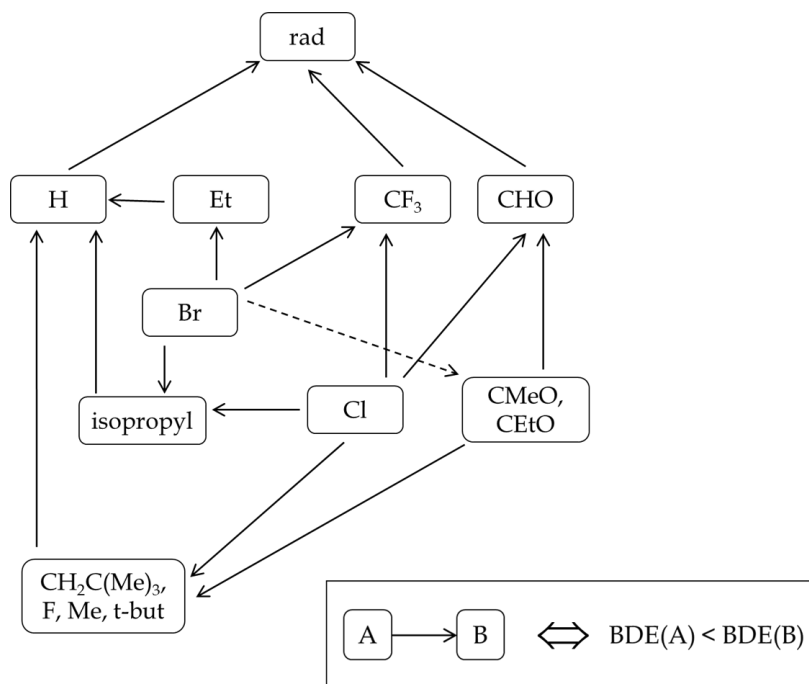 rad
H
Et
CF₃
CHO
Br
isopropyl
Cl
CMeO,
CEtO
CH₂C(Me)₃,
F, Me, t-but
A
B
BDE(A) < BDE(B)